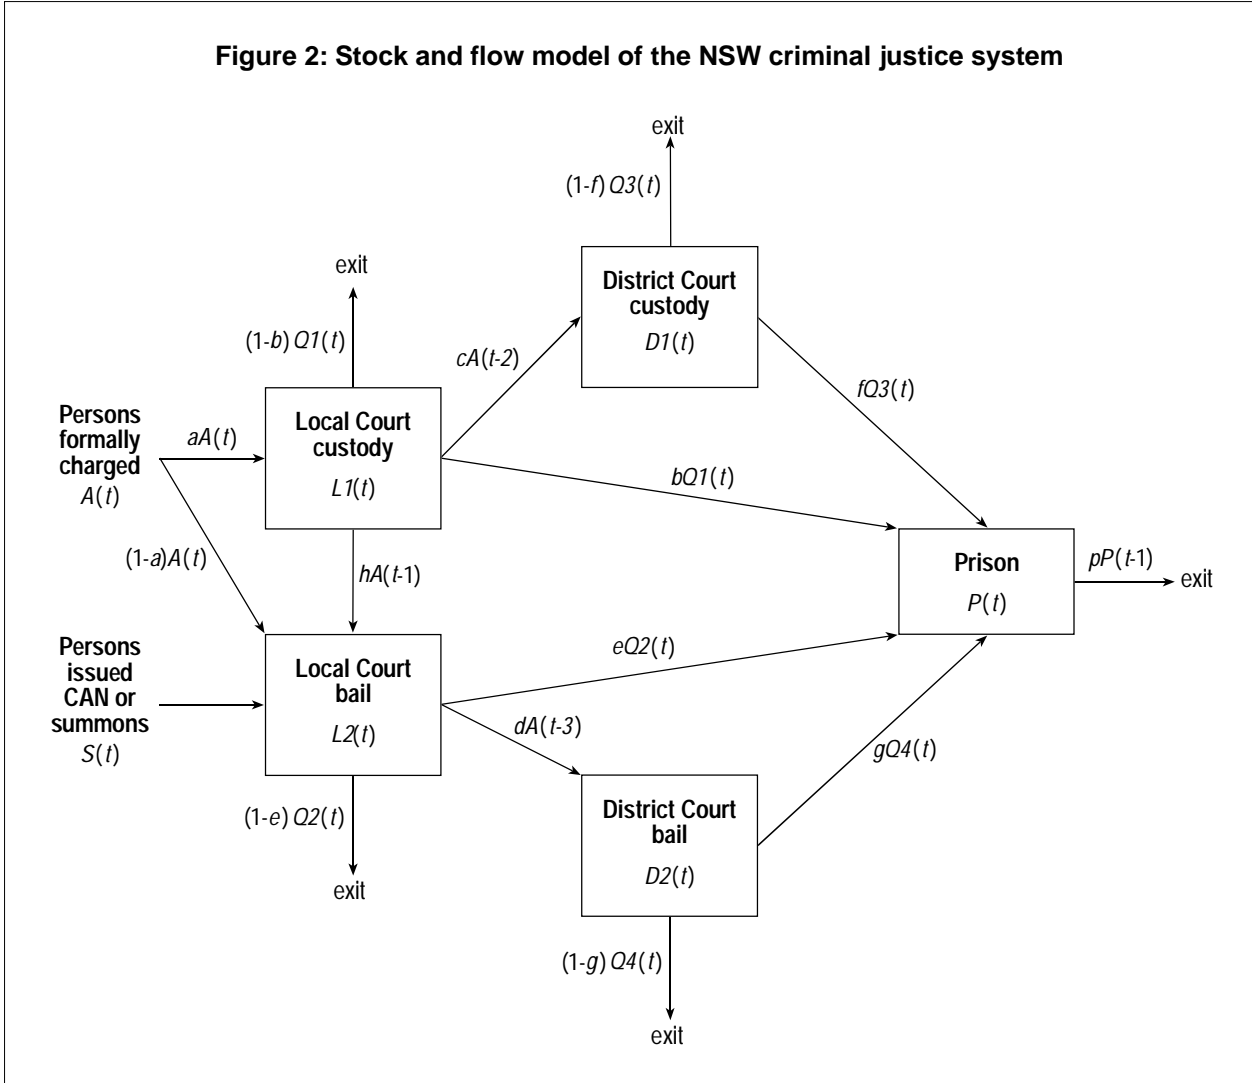 Figure 2: Stock and flow model of the NSW criminal justice system
exit
(1-f) Q3(t)
District Court
custody
D1(t)
exit
(1-b) Q1(t)
cA(t-2)
fQ3(t)
Persons
formally
charged
A(t)
aA(t)
Local Court
custody
L1(t)
bQ1(t)
(1-a)A(t)
hA(t-1)
Prison
P(t)
pP(t-1)
exit
Persons
issued
CAN or
summons
S(t)
Local Court
bail
L2(t)
eQ2(t)
dA(t-3)
gQ4(t)
(1-e) Q2(t)
exit
District Court
bail
D2(t)
(1-g) Q4(t)
exit